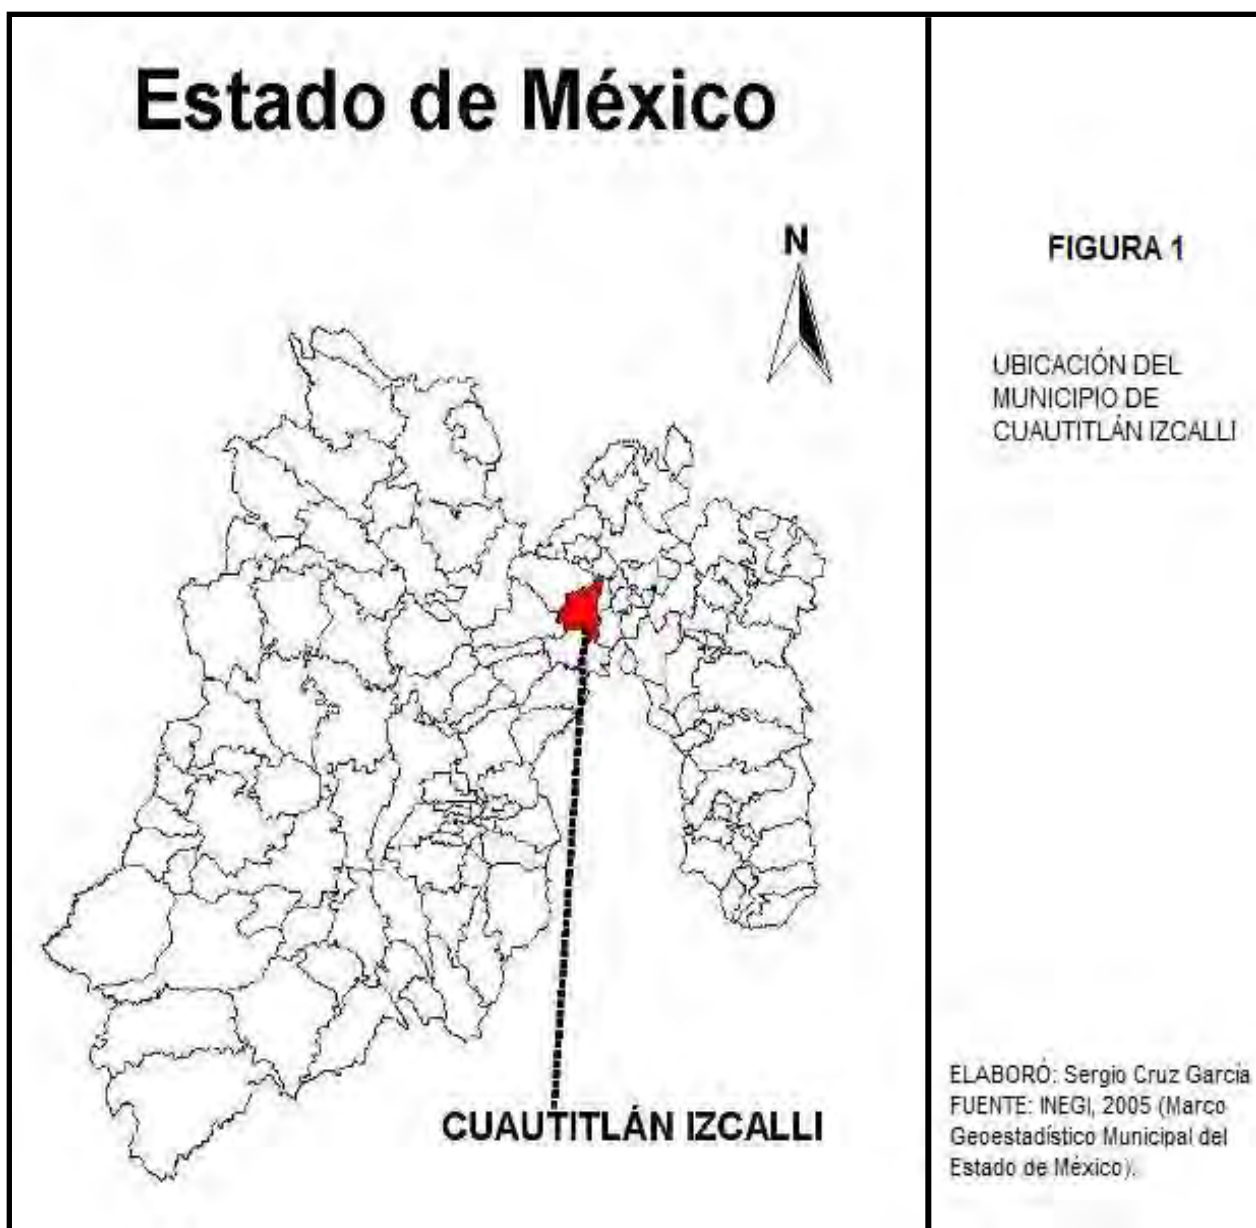 Estado de México
N
CUAUTITLÁN IZCALLI
FIGURA 1
UBICACIÓN DEL
MUNICIPIO DE
CUAUTITLÁN IZCALLI
ELABORÓ: Sergio Cruz García
FUENTE: INEGI, 2005 (Marco
Geoestadístico Municipal del
Estado de México).